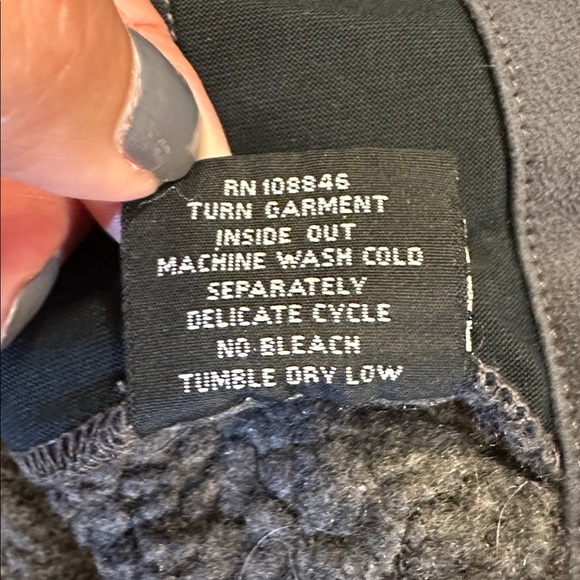 RN 108846
TURN GARMENT
INSIDE OUT
MACHINE WASH COLD
SEPARATELY
DELICATE CYCLE
NO BLEACH
TUMBLE DRY LOW